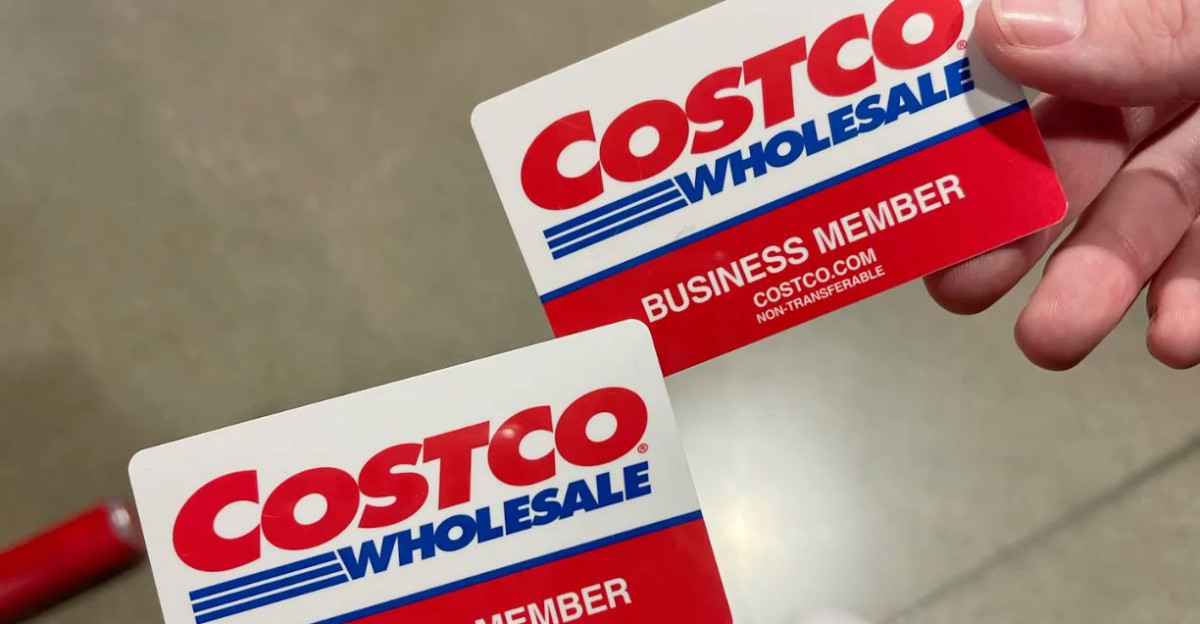 COSTCO®
WHOLESALE
BUSINESS MEMBER
COSTCO.COM
NON-TRANSFERABLE
COSTCO®
WHOLESALE
MEMBER